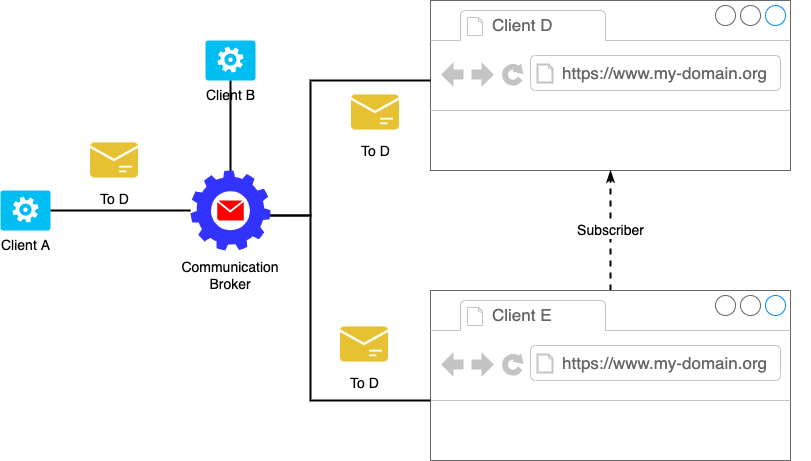 Client D
https://www.my-domain.org
Client B
To D
To D
Client A
Communication
Broker
Subscriber
Client E
https://www.my-domain.org
To D